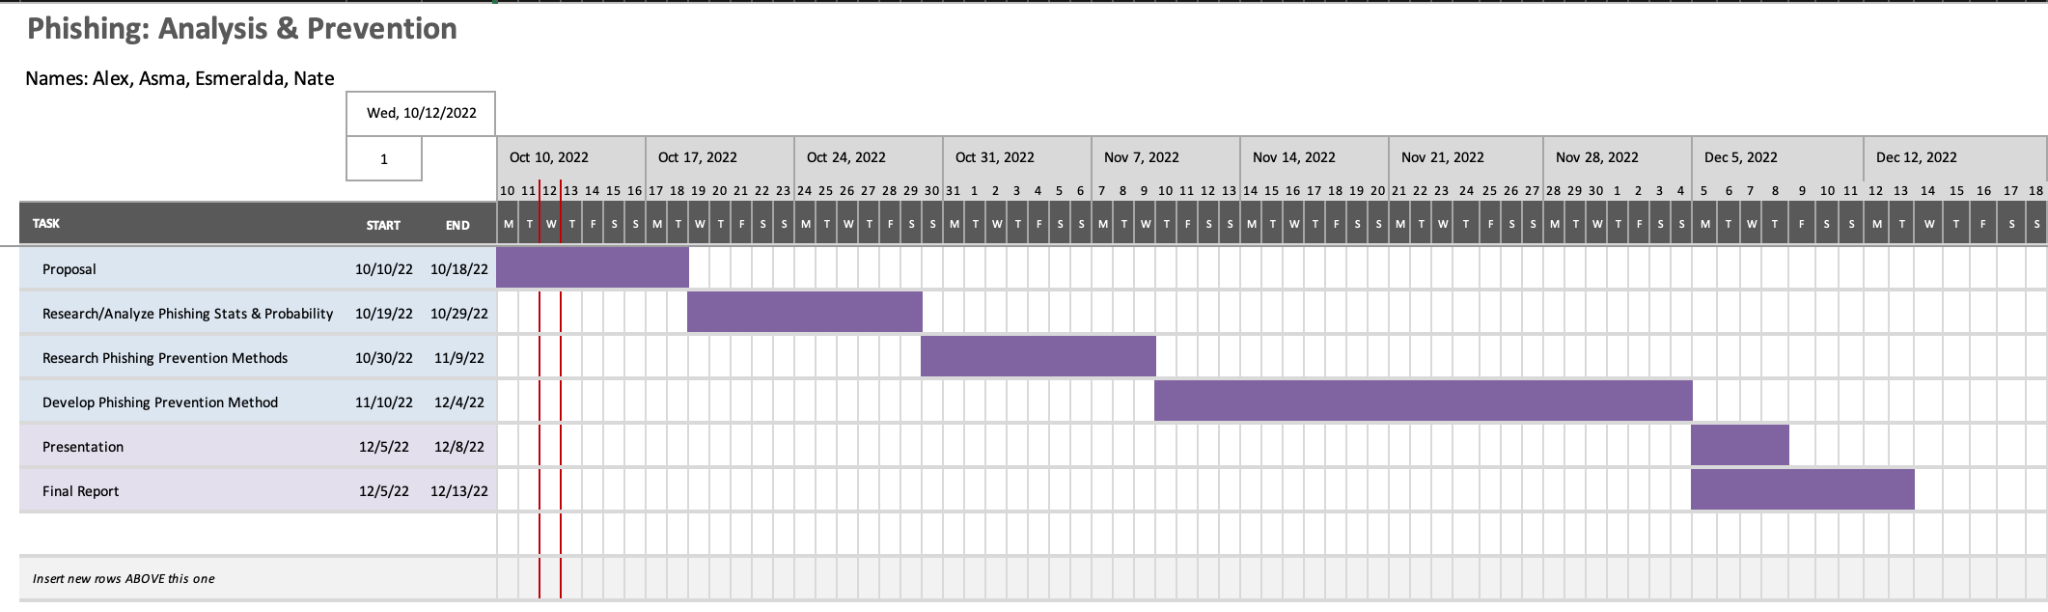 Phishing: Analysis & Prevention
Names: Alex, Asma, Esmeralda, Nate
Wed, 10/12/2022
1 Oct 10, 2022 Oct 17, 2022 Oct 24, 2022 Oct 31, 2022 Nov 7, 2022 Nov 14, 2022 Nov 21, 2022 Nov 28, 2022 Dec 5, 2022 Dec 12, 2022
10 11 12 13 14 15 16 17 18 19 20 21 22 23 24 25 26 27 28 29 30 31 1 2 3 4 5 6 7 8 9 10 11 12 13 14 15 16 17 18 19 20 21 22 23 24 25 26 27 28 29 30 1 2 3 4 5 6 7 8 9 10 11 12 13 14 15 16 17 18
TASK START END M T W T F S S M T W T F S S M T W T F S S M T W T F S S M T W T F S S M T W T F S S M T W T F S S M T W T F S S M T W T F S S M T W T F S S
Proposal 10/10/22 10/18/22
Research/Analyze Phishing Stats & Probability 10/19/22 10/29/22
Research Phishing Prevention Methods 10/30/22 11/9/22
Develop Phishing Prevention Method 11/10/22 12/4/22
Presentation 12/5/22 12/8/22
Final Report 12/5/22 12/13/22
Insert new rows ABOVE this one